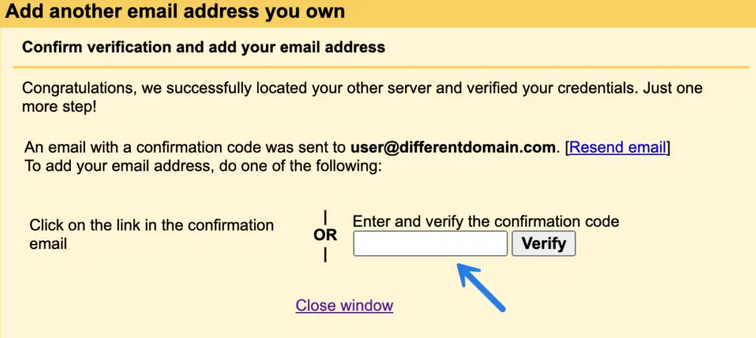 Add another email address you own
Confirm verification and add your email address
Congratulations, we successfully located your other server and verified your credentials. Just one
more step!
An email with a confirmation code was sent to user@differentdomain.com. [Resend email]
To add your email address, do one of the following:
Click on the link in the confirmation
email
|
OR
|
Enter and verify the confirmation code
Verify
Close window